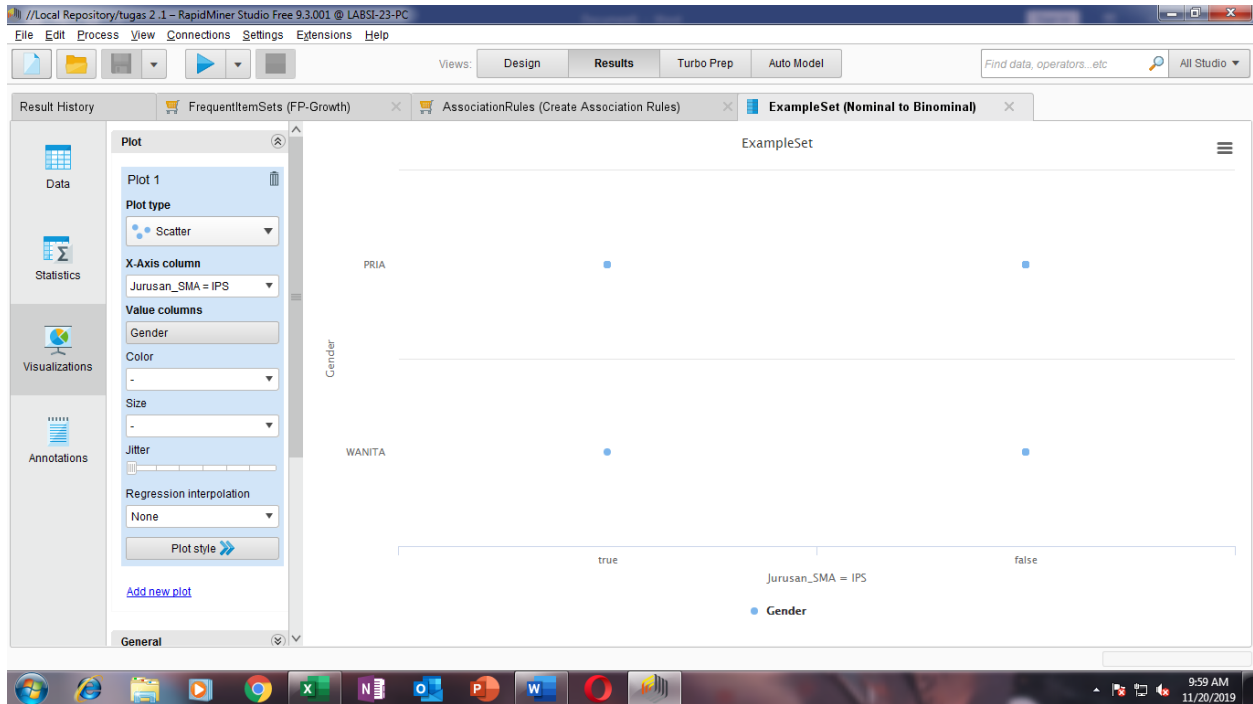 //Local Repository/tugas 2 .1 – RapidMiner Studio Free 9.3.001 @ LABSI-23-PC
File Edit Process View Connections Settings Extensions Help
Views: Design Results Turbo Prep Auto Model Find data, operators...etc All Studio
Result History FrequentItemSets (FP-Growth) AssociationRules (Create Association Rules) ExampleSet (Nominal to Binominal)
Data
Statistics
Visualizations
Annotations
Plot
Plot 1
Plot type
Scatter
X-Axis column
Jurusan_SMA = IPS
Value columns
Gender
Color
-
Size
-
Jitter
Regression interpolation
None
Plot style
Add new plot
General
ExampleSet
PRIA
Gender
WANITA
true false
Jurusan_SMA = IPS
Gender
9:59 AM
11/20/2019